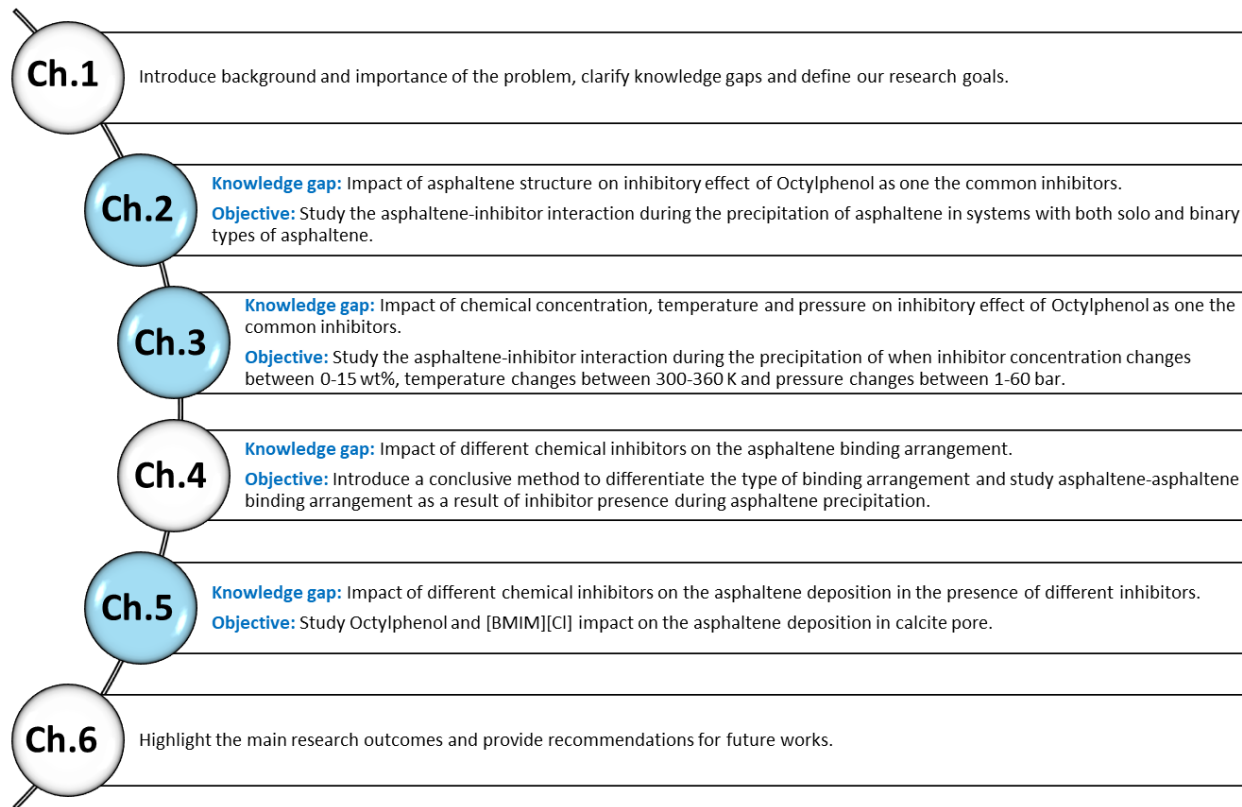 Ch.1
Introduce background and importance of the problem, clarify knowledge gaps and define our research goals.
Ch.2
Knowledge gap: Impact of asphaltene structure on inhibitory effect of Octylphenol as one the common inhibitors.
Objective: Study the asphaltene-inhibitor interaction during the precipitation of asphaltene in systems with both solo and binary
types of asphaltene.
Ch.3
Knowledge gap: Impact of chemical concentration, temperature and pressure on inhibitory effect of Octylphenol as one the
common inhibitors.
Objective: Study the asphaltene-inhibitor interaction during the precipitation of when inhibitor concentration changes
between 0-15 wt%, temperature changes between 300-360 K and pressure changes between 1-60 bar.
Ch.4
Knowledge gap: Impact of different chemical inhibitors on the asphaltene binding arrangement.
Objective: Introduce a conclusive method to differentiate the type of binding arrangement and study asphaltene-asphaltene
binding arrangement as a result of inhibitor presence during asphaltene precipitation.
Ch.5
Knowledge gap: Impact of different chemical inhibitors on the asphaltene deposition in the presence of different inhibitors.
Objective: Study Octylphenol and [BMIM][Cl] impact on the asphaltene deposition in calcite pore.
Ch.6
Highlight the main research outcomes and provide recommendations for future works.